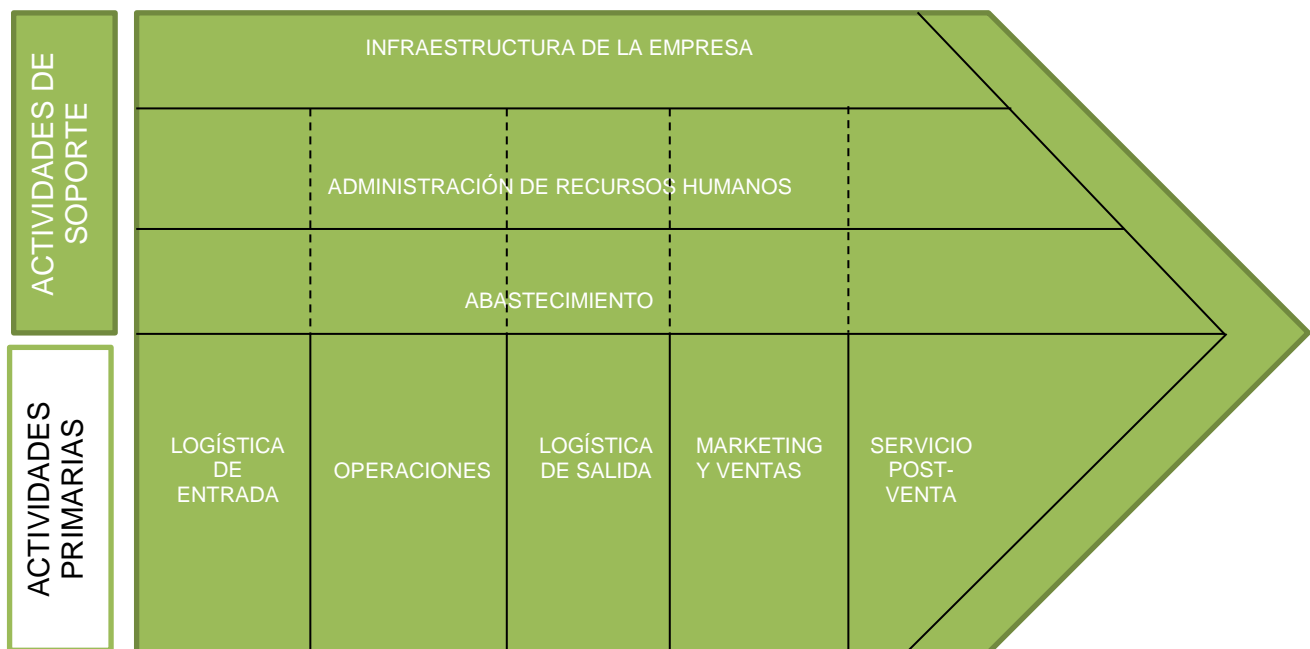 ACTIVIDADES DE
SOPORTE
INFRAESTRUCTURA DE LA EMPRESA
ADMINISTRACIÓN DE RECURSOS HUMANOS
ABASTECIMIENTO
ACTIVIDADES
PRIMARIAS
LOGÍSTICA
DE
ENTRADA
OPERACIONES
LOGÍSTICA
DE SALIDA
MARKETING
Y VENTAS
SERVICIO
POST-
VENTA